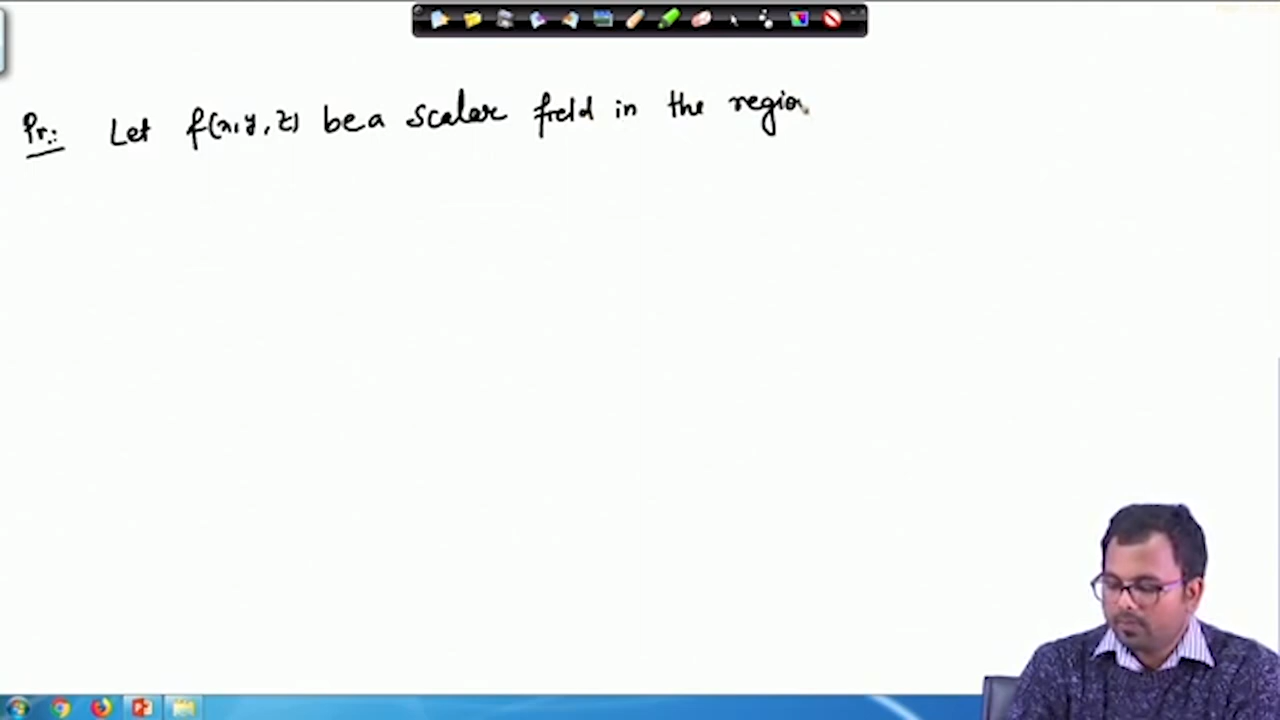 Pr.: Let f(x, y, z) be a scalar field in the region